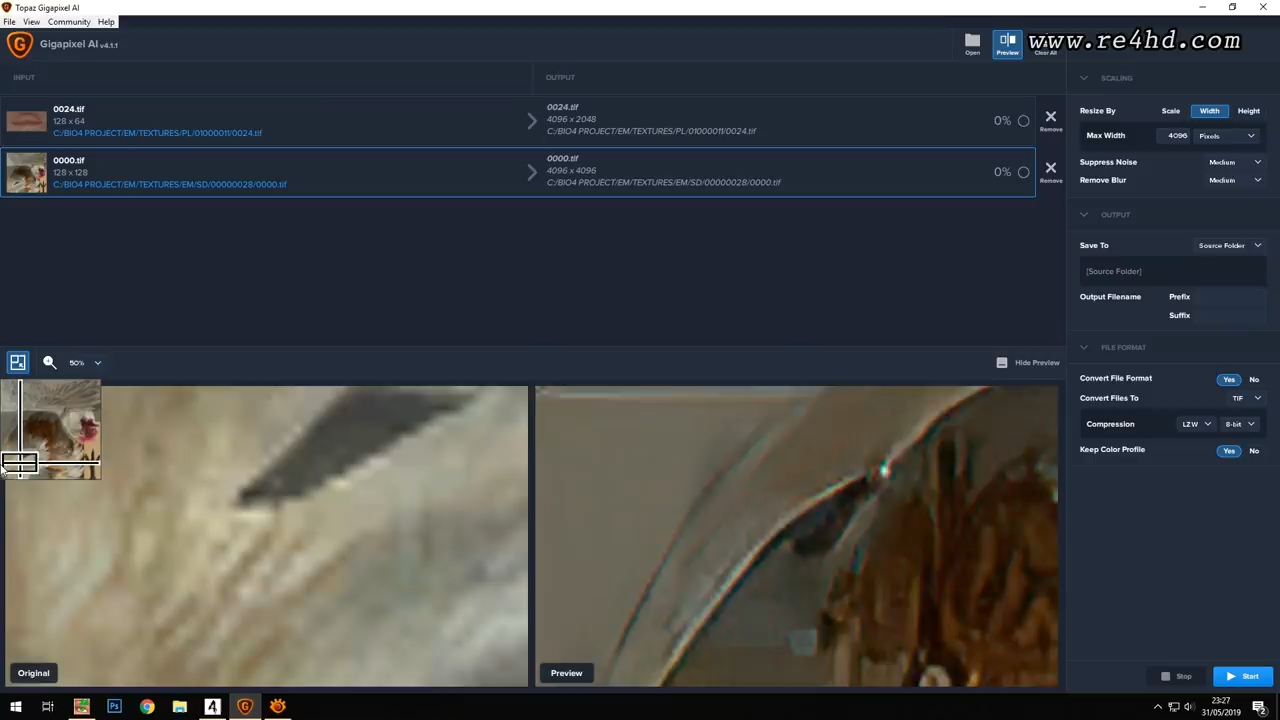 Topaz Gigapixel AI
File View Community Help
Gigapixel AI v4.1.1
Open Preview Clear All
www.re4hd.com
INPUT OUTPUT SCALING
0024.tif
128 x 64
C:/BIO4 PROJECT/EM/TEXTURES/PL/01000011/0024.tif
0024.tif
4096 x 2048
C:/BIO4 PROJECT/EM/TEXTURES/PL/01000011/0024.tif
0%
Remove
0000.tif
128 x 128
C:/BIO4 PROJECT/EM/TEXTURES/EM/SD/00000028/0000.tif
0000.tif
4096 x 4096
C:/BIO4 PROJECT/EM/TEXTURES/EM/SD/00000028/0000.tif
0%
Remove
Resize By Scale Width Height
Max Width 4096 Pixels
Suppress Noise Medium
Remove Blur Medium
OUTPUT
Save To Source Folder
[Source Folder]
Output Filename Prefix
Suffix
FILE FORMAT
Convert File Format Yes No
Convert Files To TIF
Compression LZW 8-bit
Keep Color Profile Yes No
50%
Hide Preview
Original
Preview
Stop Start
23:27
31/05/2019
2